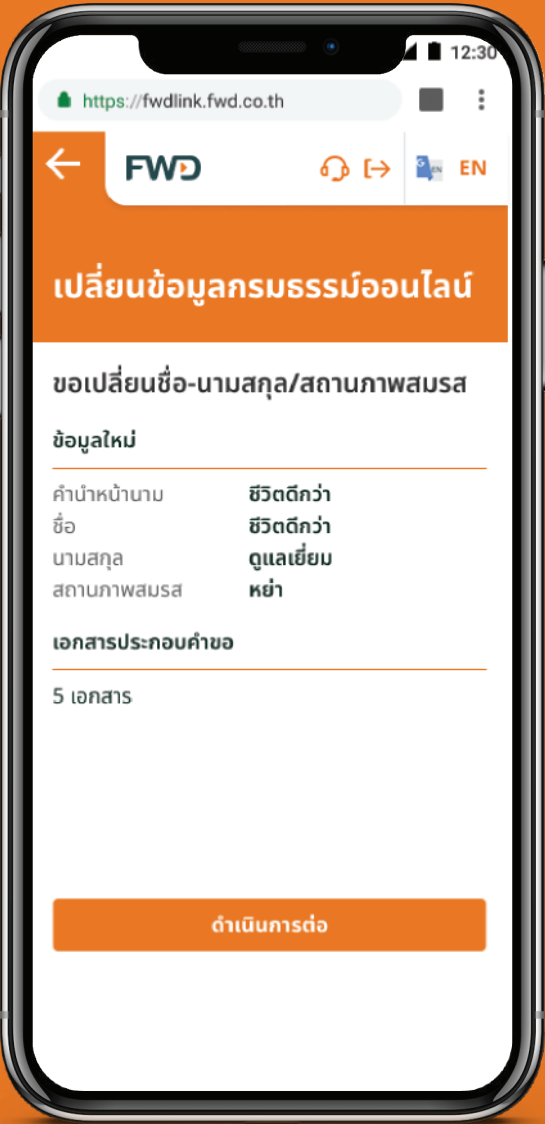 12:30
https://fwdlink.fwd.co.th
FWD
EN
เปลี่ยนข้อมูลกรมธรรม์ออนไลน์
ขอเปลี่ยนชื่อ-นามสกุล/สถานภาพสมรส
ข้อมูลใหม่
คำนำหน้านาม ชีวิตดีกว่า
ชื่อ ชีวิตดีกว่า
นามสกุล ดูแลเยี่ยม
สถานภาพสมรส หย่า
เอกสารประกอบคำขอ
5 เอกสาร
ดำเนินการต่อ